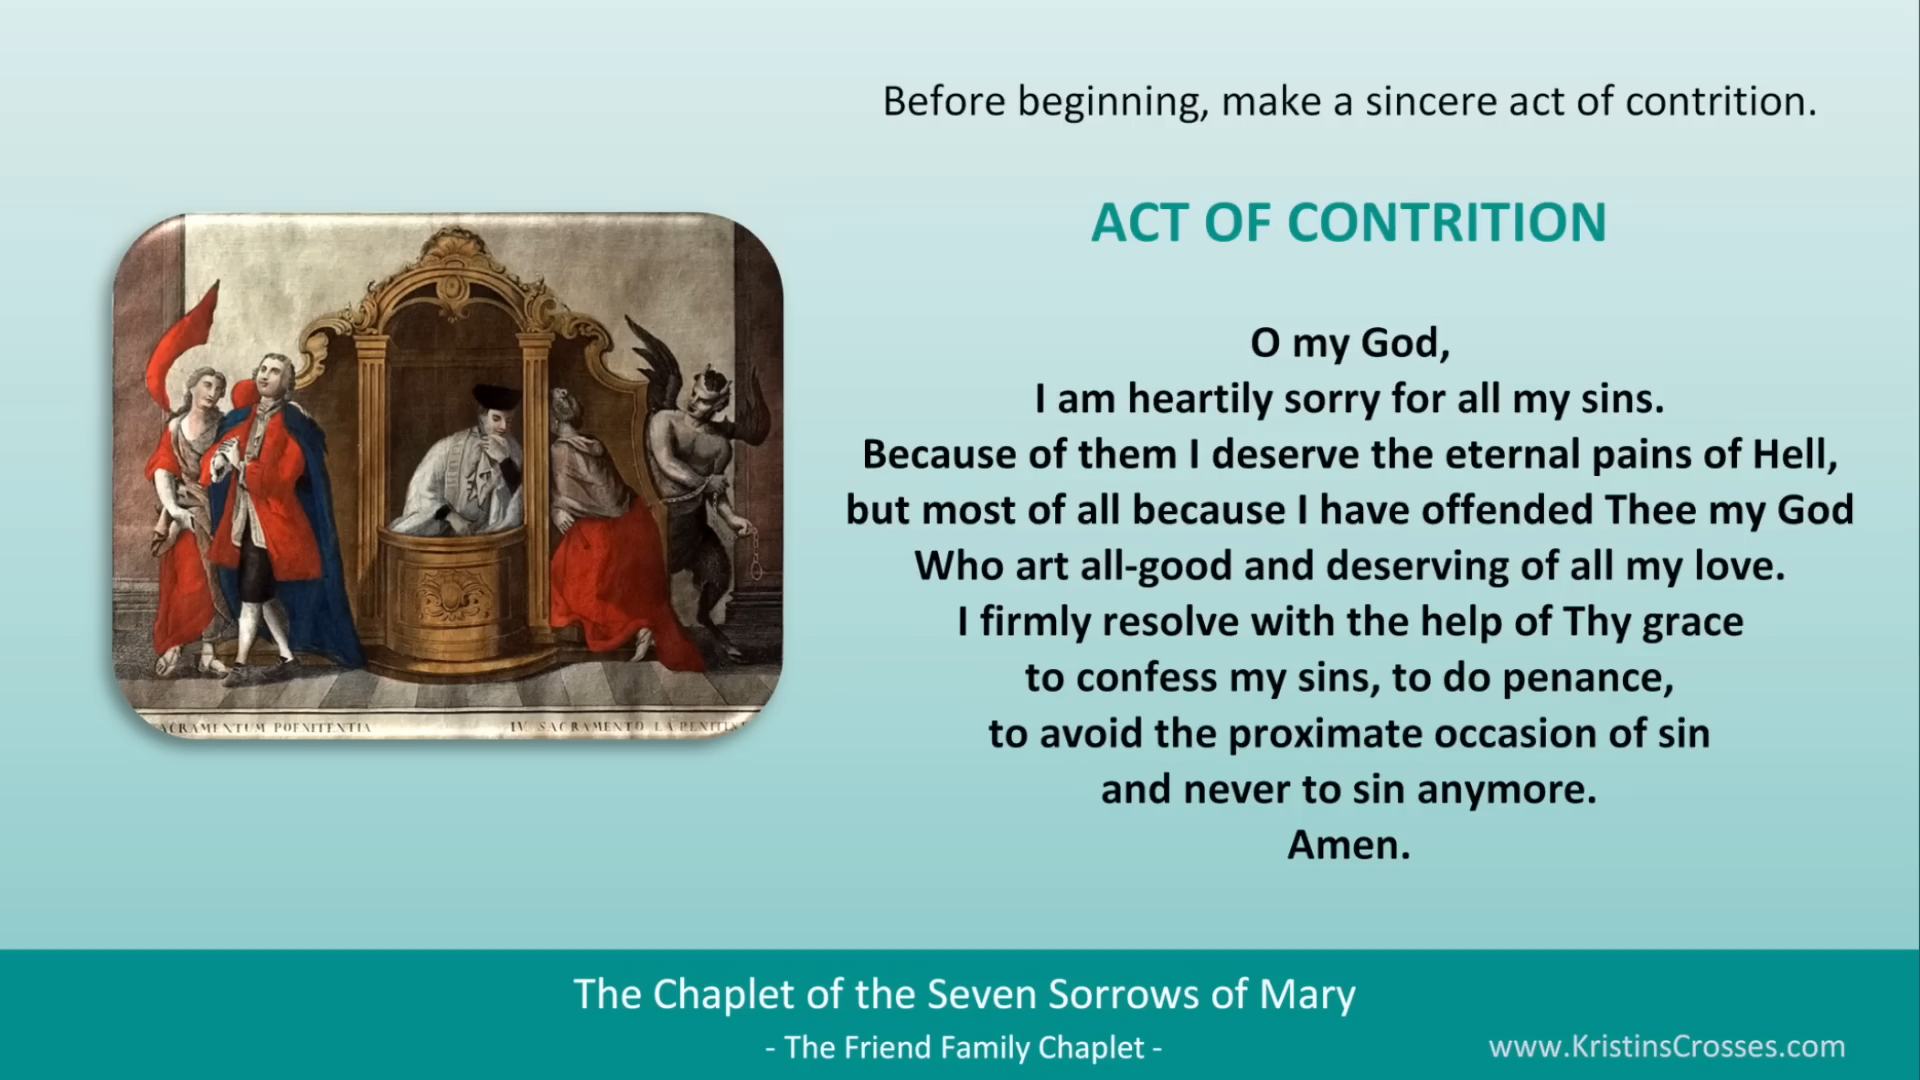 Before beginning, make a sincere act of contrition.
ACT OF CONTRITION
O my God,
I am heartily sorry for all my sins.
Because of them I deserve the eternal pains of Hell,
but most of all because I have offended Thee my God
Who art all-good and deserving of all my love.
I firmly resolve with the help of Thy grace
to confess my sins, to do penance,
to avoid the proximate occasion of sin
and never to sin anymore.
Amen.
POENITENTIA
IV SACRAMENTO LA
The Chaplet of the Seven Sorrows of Mary
- The Friend Family Chaplet -
www.KristinsCrosses.com